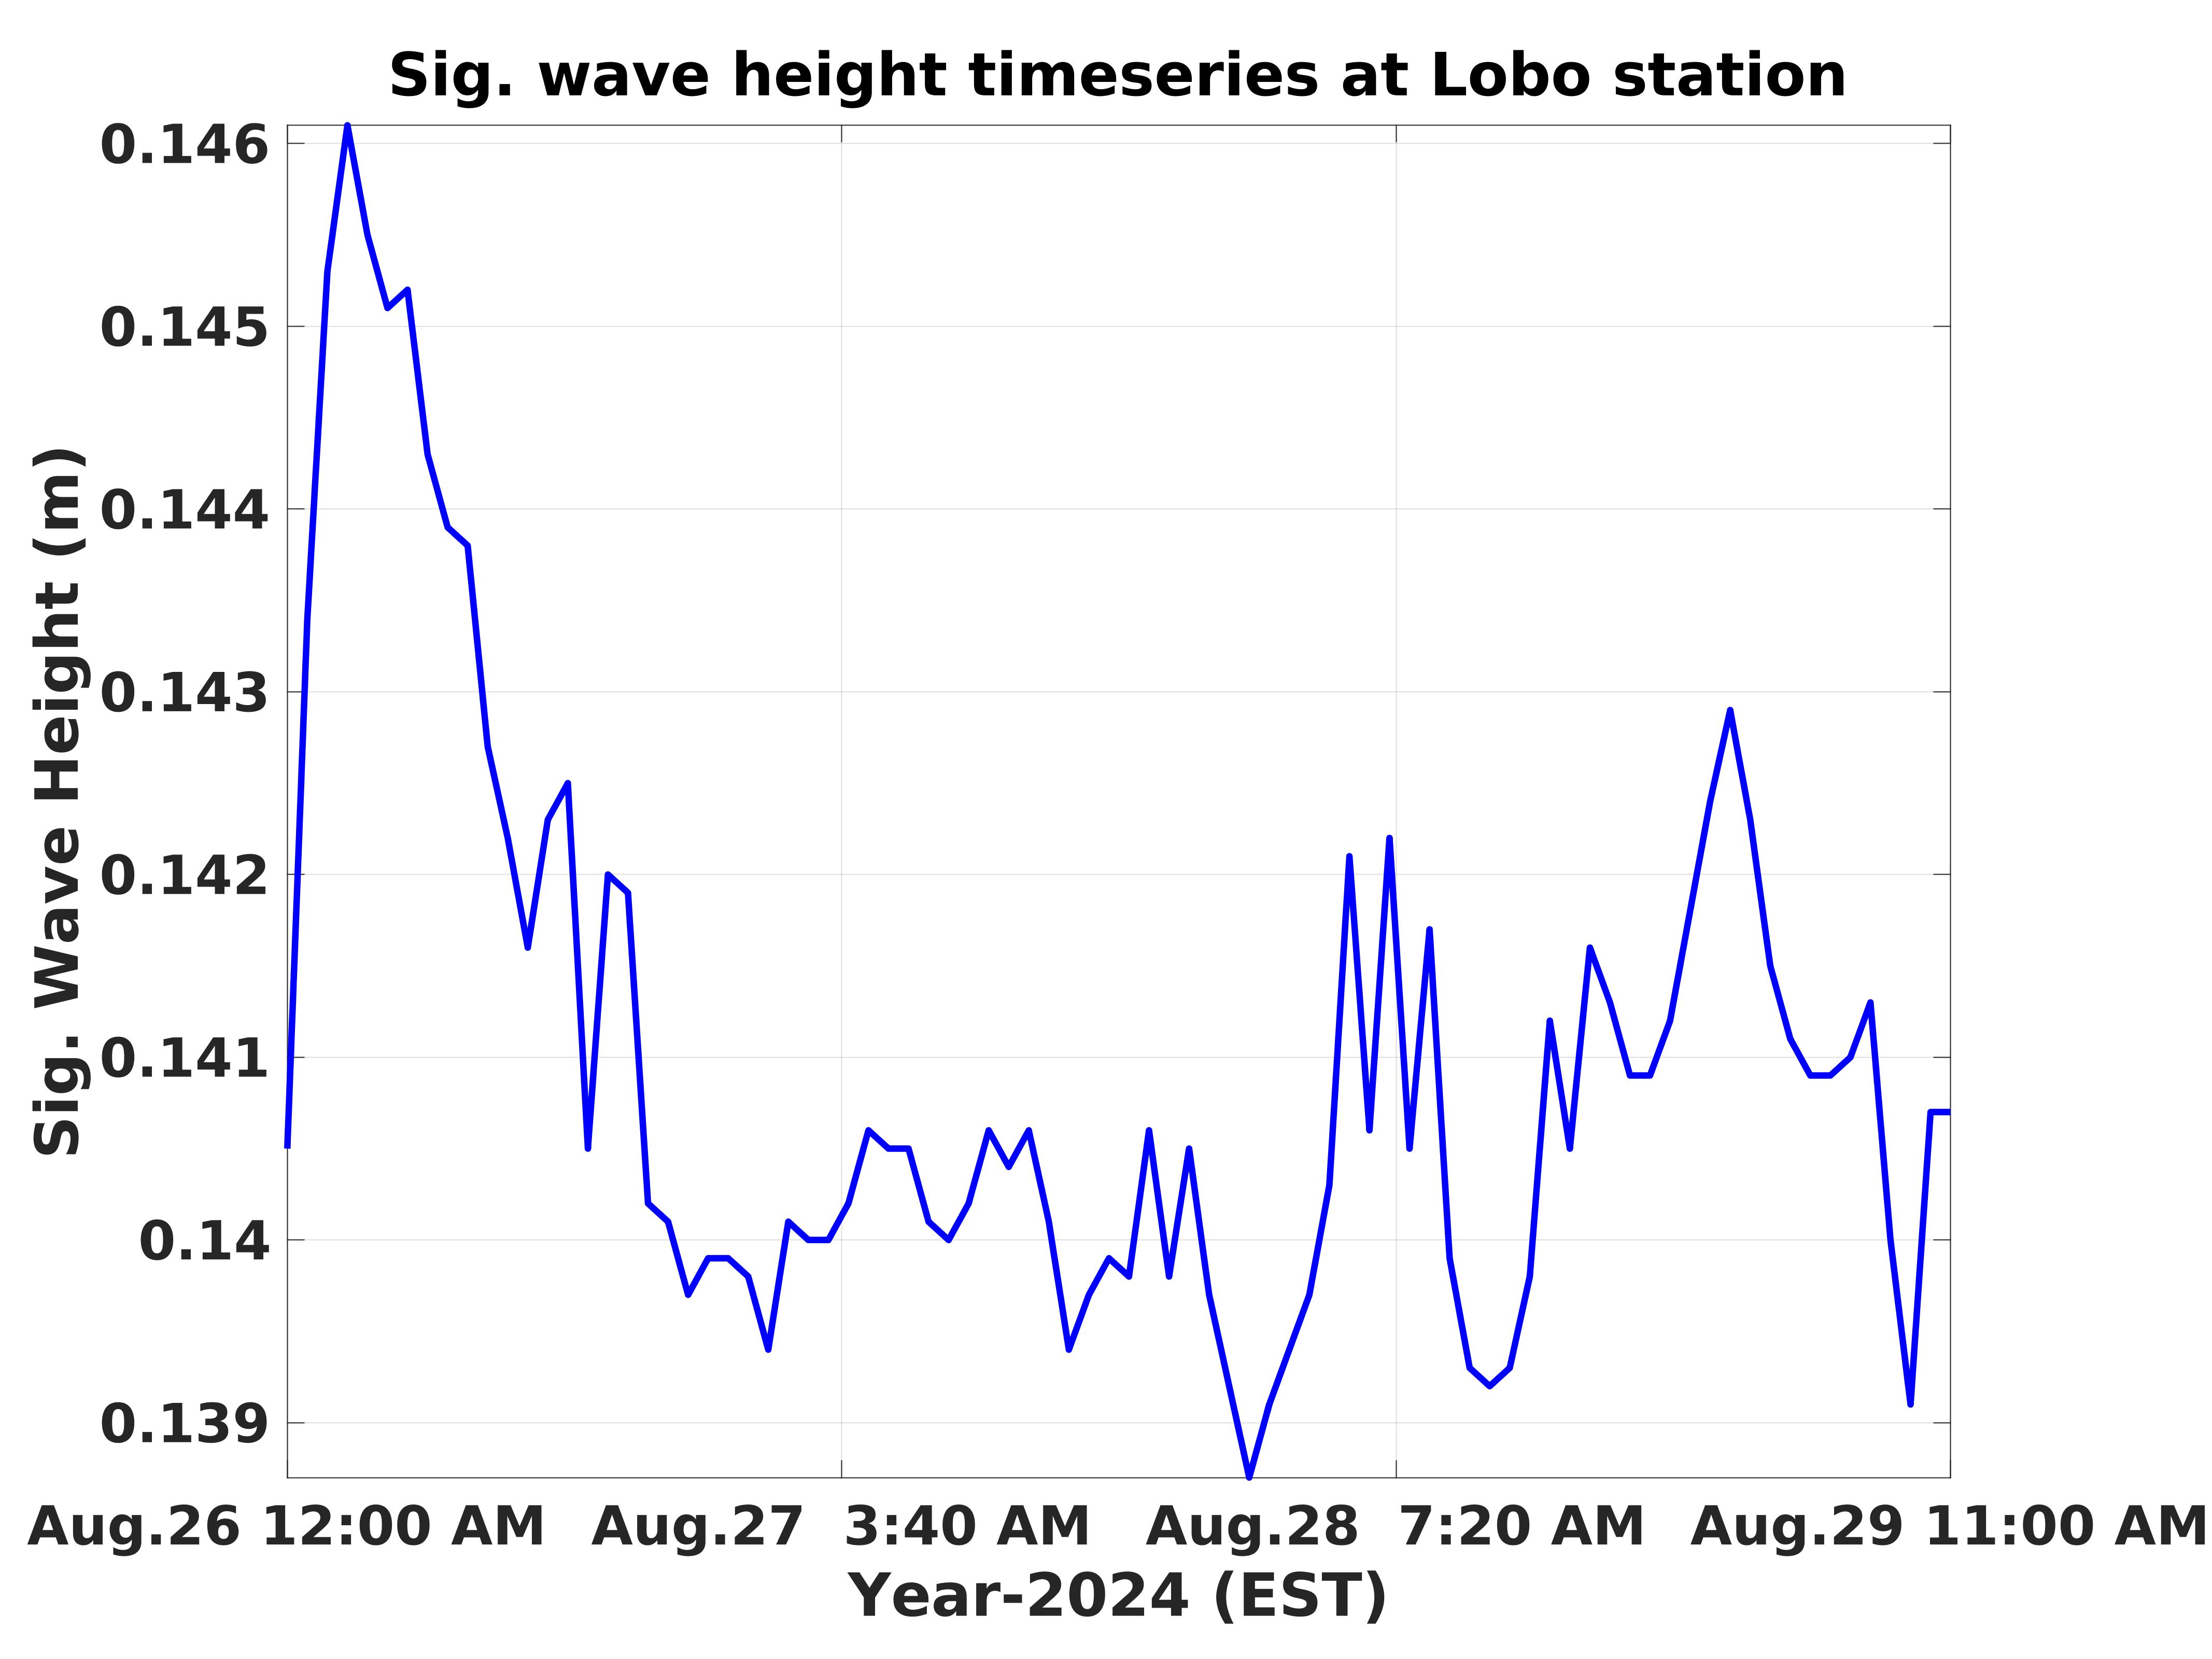 Sig. wave height timeseries at Lobo station
Sig. Wave Height (m)
0.146
0.145
0.144
0.143
0.142
0.141
0.14
0.139
Aug.26 12:00 AM Aug.27 3:40 AM Aug.28 7:20 AM Aug.29 11:00 AM
Year-2024 (EST)